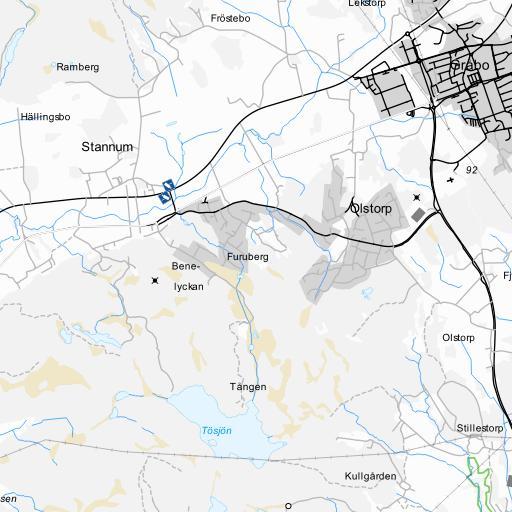 Lekstorp
Fröstebo
Gråbo
Ramberg
Hällingsbo
Stannum
92
Olstorp
Furuberg
Bene-
lyckan
Fj
Olstorp
Tången
Tösjön
Stillestorp
Kullgården
sen